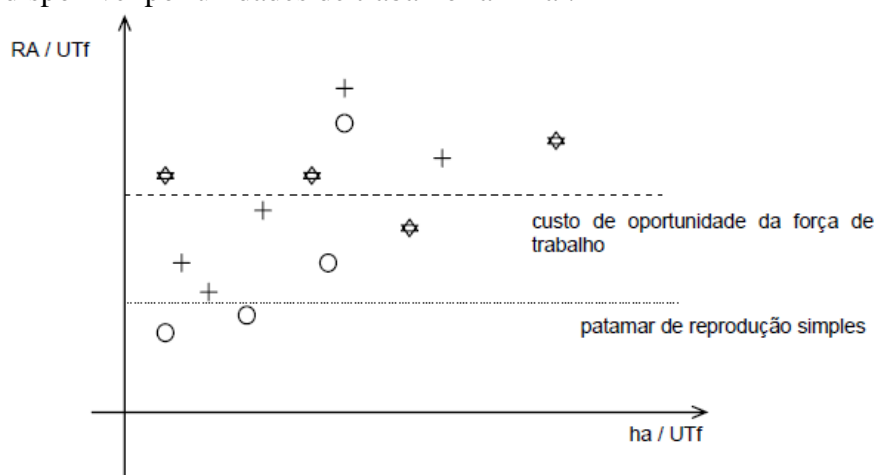 RA / UTf
custo de oportunidade da força de
trabalho
patamar de reprodução simples
ha / UTf